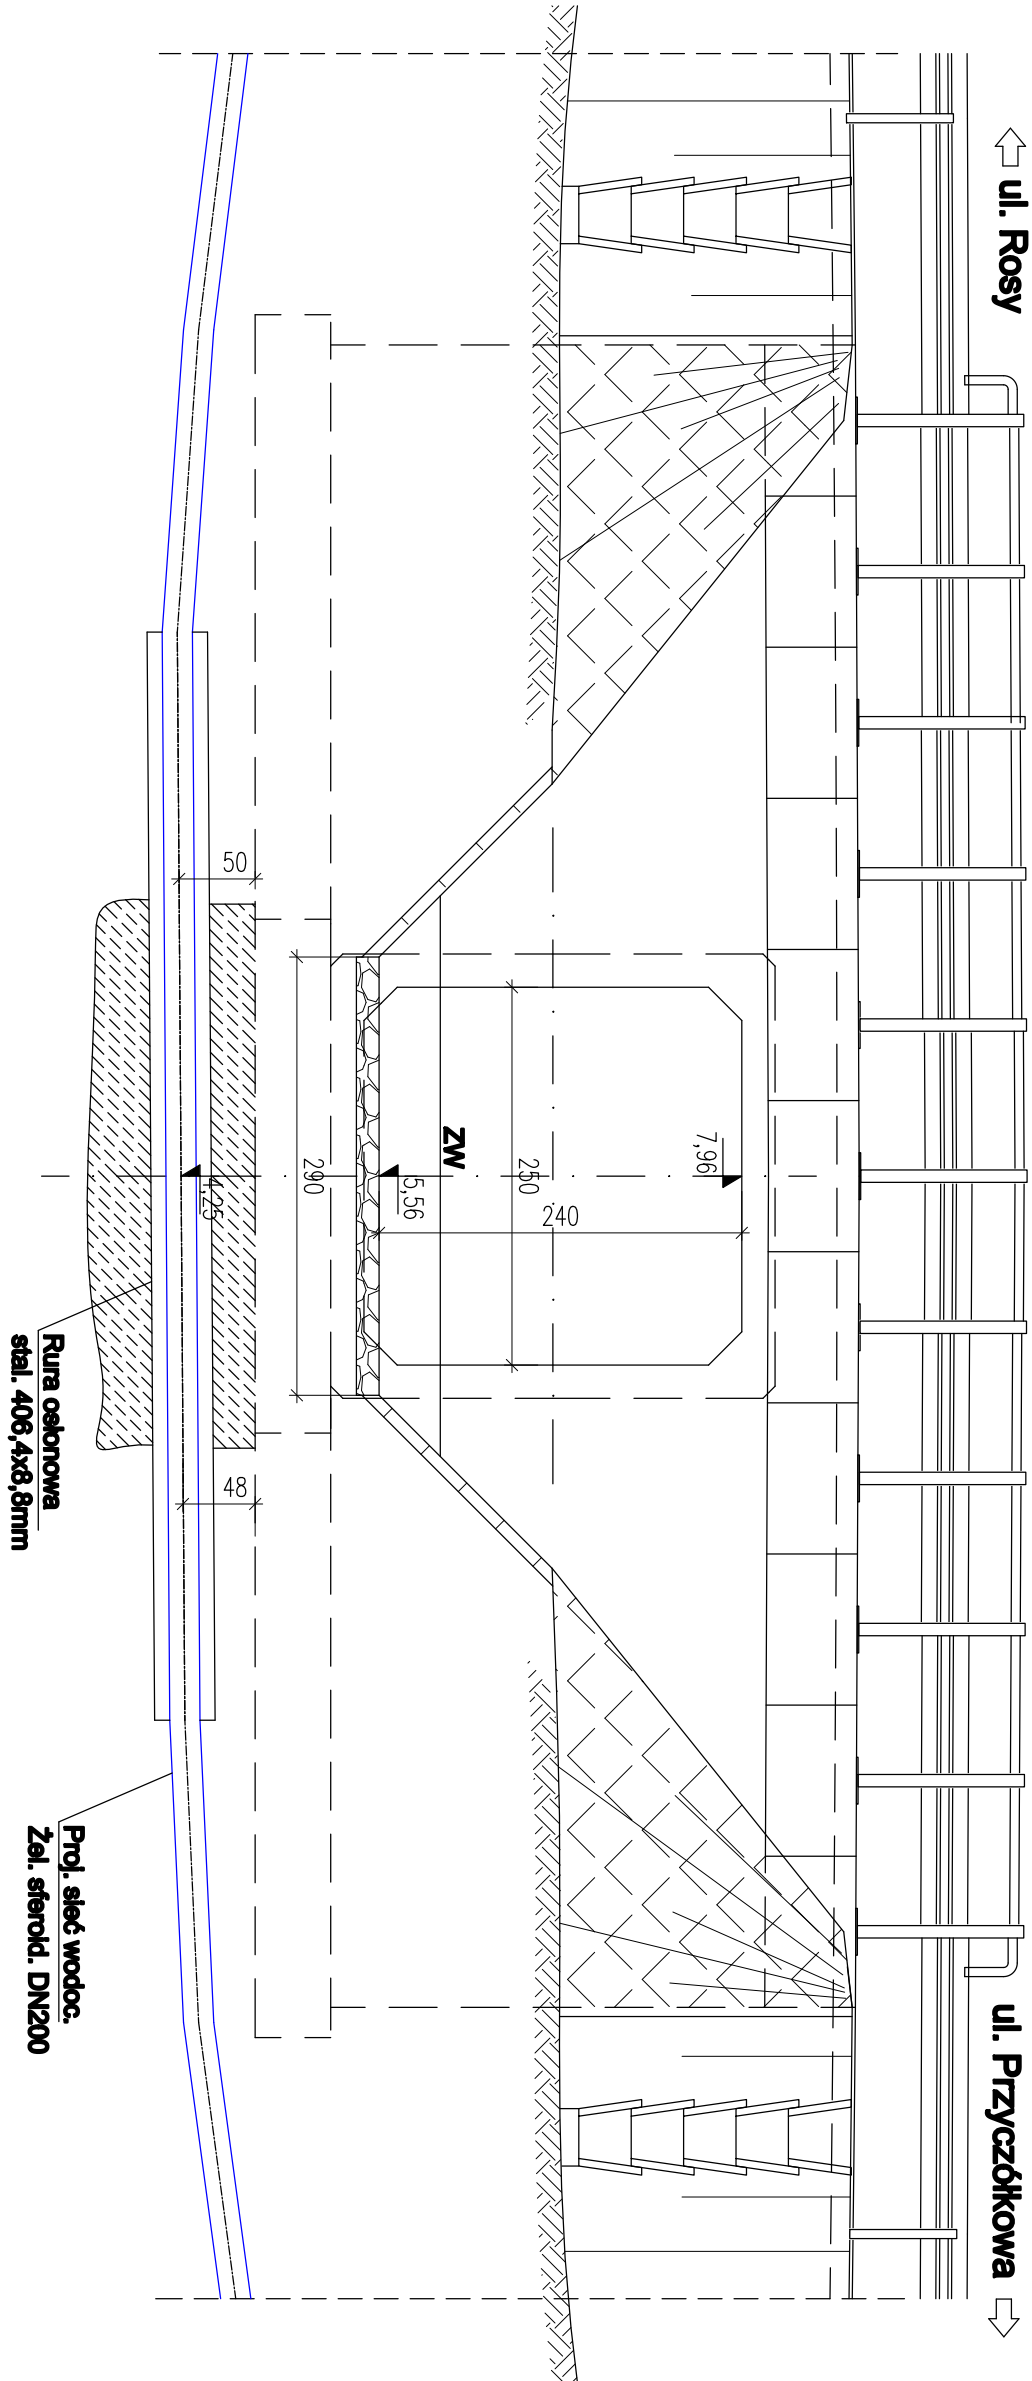 ul. Rosy
ul. Przyczółkowa
7,96
240
250
ZW
5,56
290
4,25
50
48
Rura osłonowa
stal. 406,4x8,8mm
Proj. sieć wodoc.
Żel. sferoid. DN200